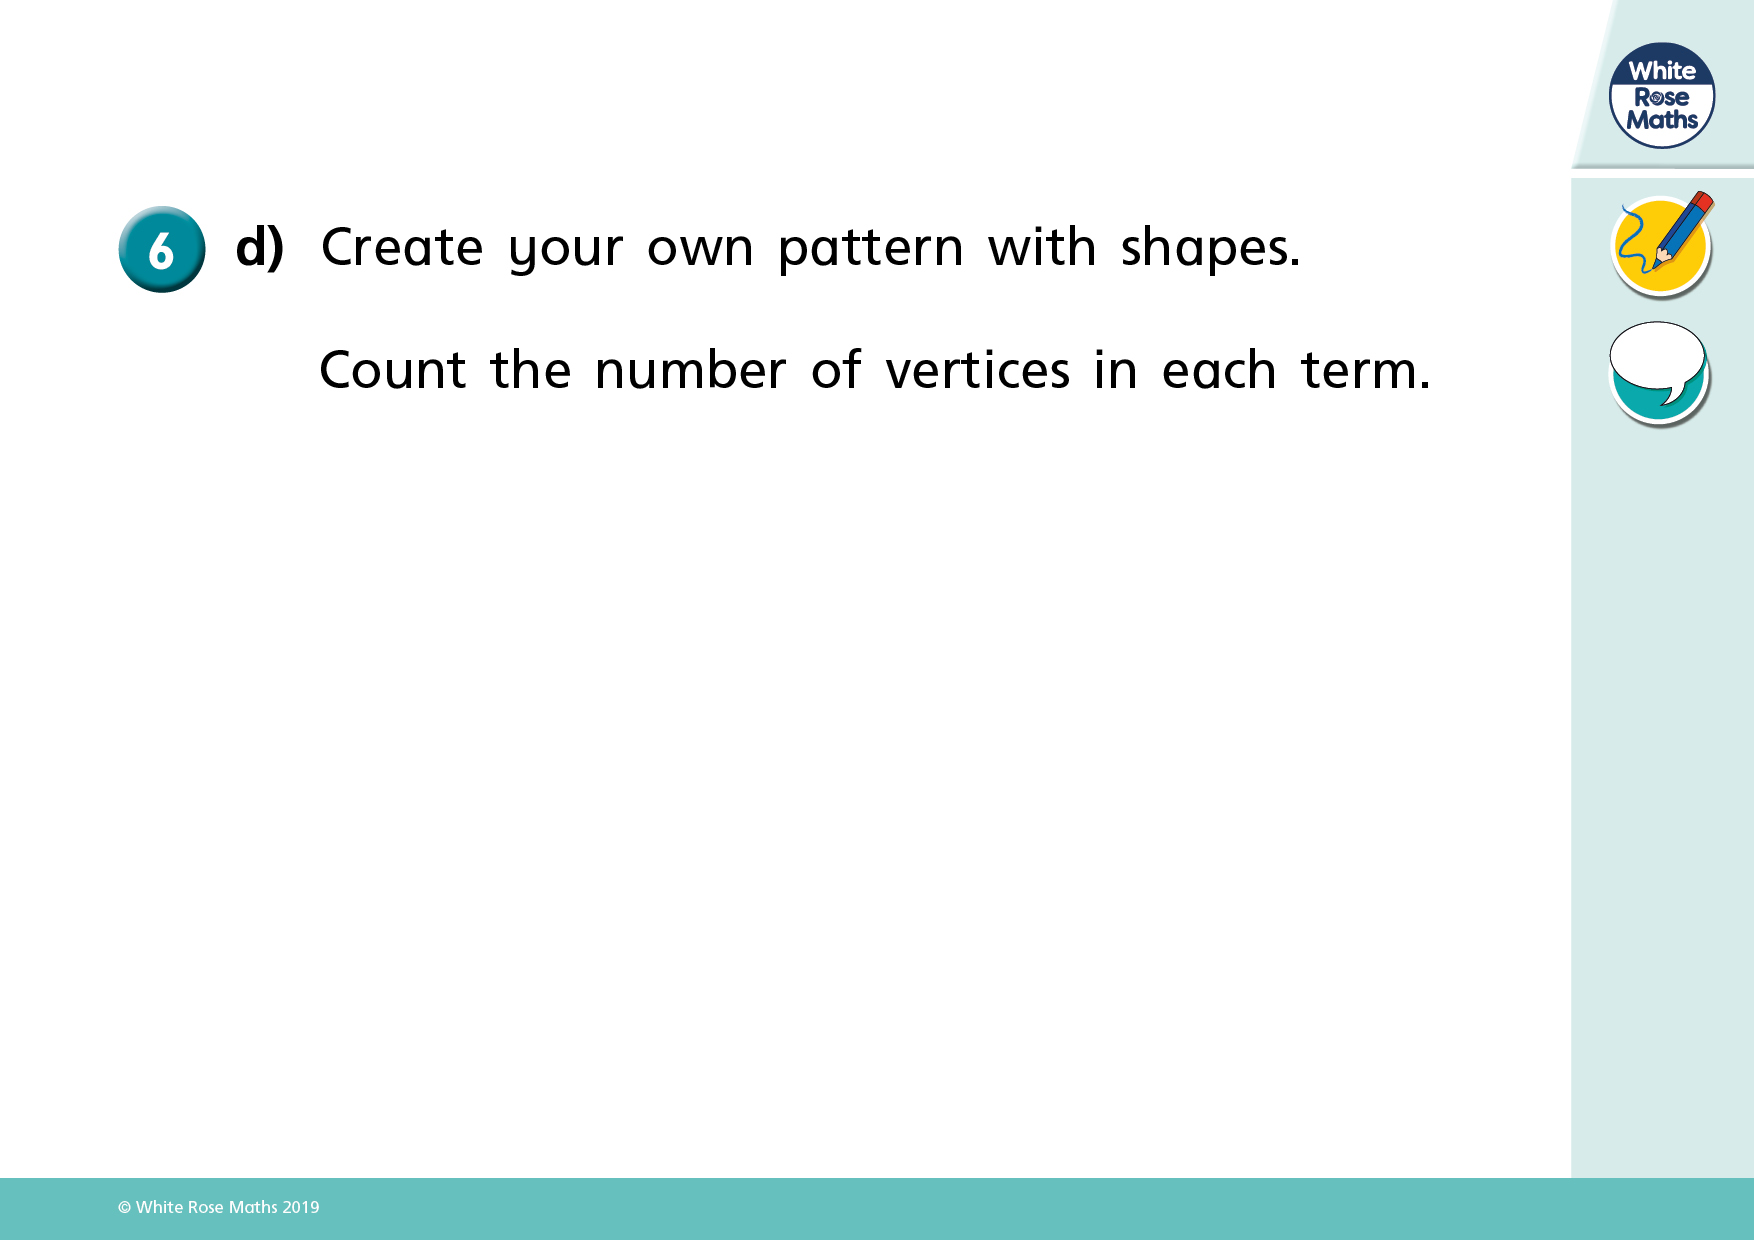 White
Rose
Maths
6 d) Create your own pattern with shapes.
Count the number of vertices in each term.
© White Rose Maths 2019